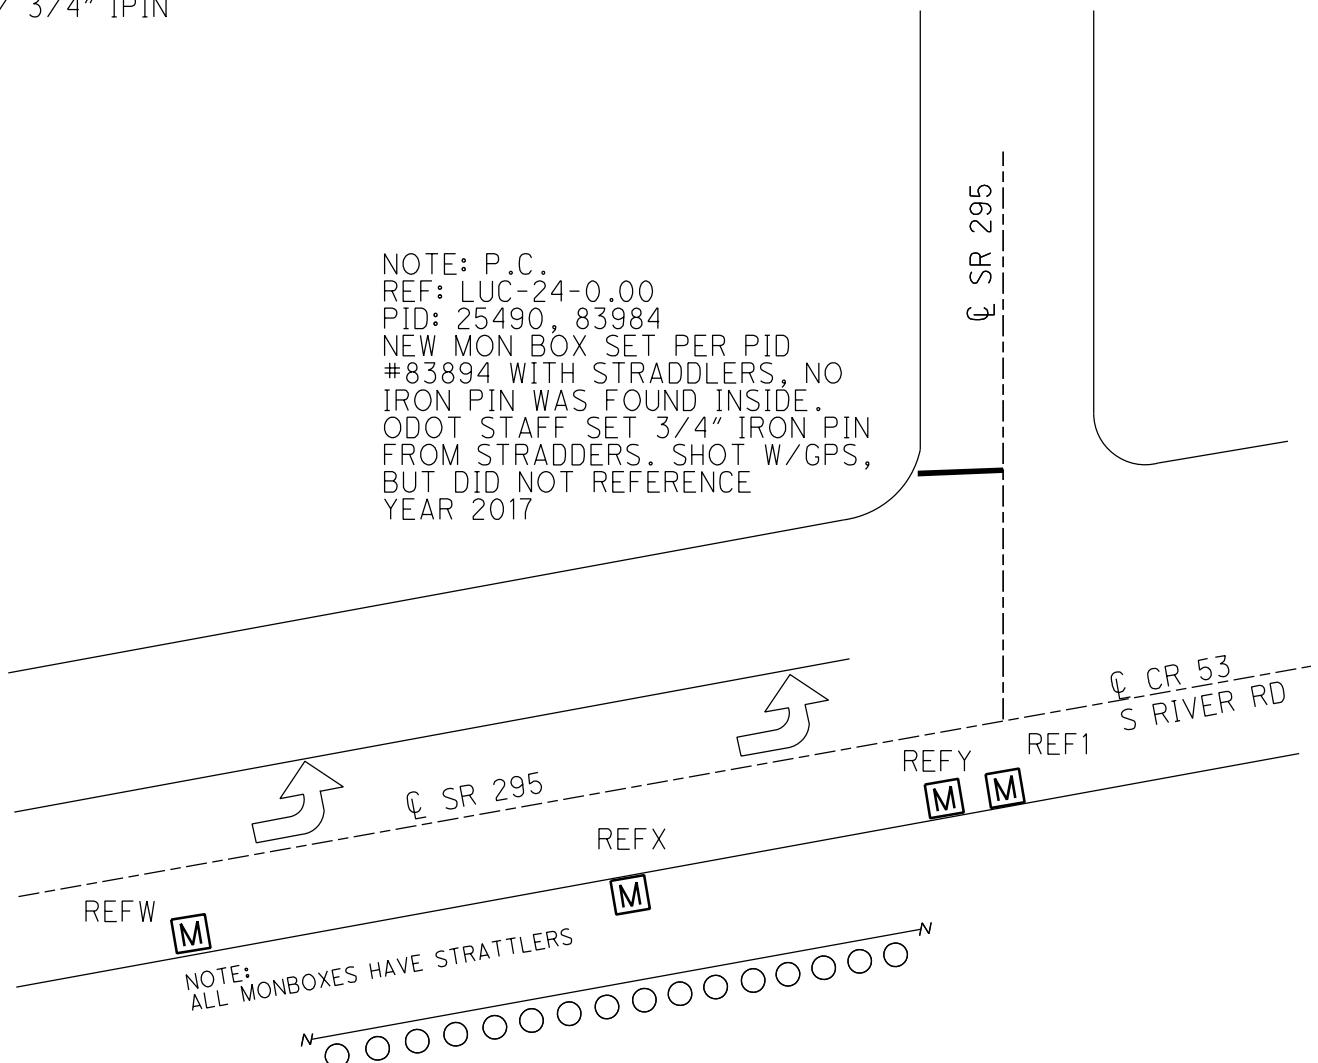 3/4" IPIN
℄ SR 295
NOTE: P.C.
REF: LUC-24-0.00
PID: 25490, 83984
NEW MON BOX SET PER PID
#83894 WITH STRADDLERS, NO
IRON PIN WAS FOUND INSIDE.
ODOT STAFF SET 3/4" IRON PIN
FROM STRADDERS. SHOT W/GPS,
BUT DID NOT REFERENCE
YEAR 2017
℄ CR 53
S RIVER RD
REF1
REFY
M
M
℄ SR 295
REFX
M
REFW
M
NOTE:
ALL MONBOXES HAVE STRATTLERS
N
N